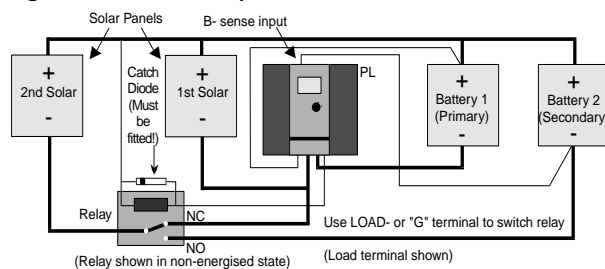 Solar Panels
B- sense input
+
2nd Solar
-
Catch
Diode
(Must
be
fitted!)
+
1st Solar
-
PL
+
Battery 1
(Primary)
-
+
Battery 2
(Secondary
-
Relay
NC
NO
Use LOAD- or "G" terminal to switch relay
(Relay shown in non-energised state)
(Load terminal shown)